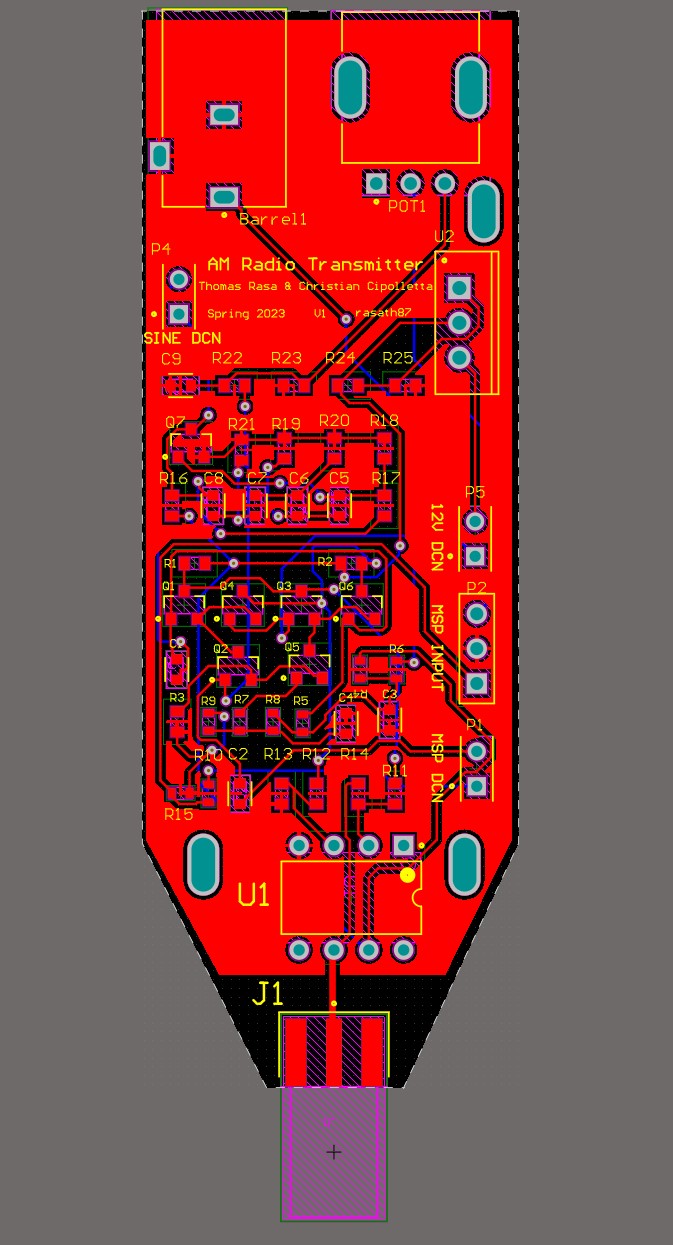 Barrel1
POT1
U2
P4
AM Radio Transmitter
Thomas Rasa & Christian Cipolletta
Spring 2023 V1 rasath87
SINE DCN
C9 R22 R23 R24 R25
Q7 R21 R19 R20 R18
R16 C8 C7 C6 C5 R17
P5
12V DCN
R1 R2
Q1 Q4 Q3 Q6
P2
MSP INPUT
C1 Q2 Q5 R6
R4
R3 R9 R7 R8 R5 C4 C3
P1
MSP DCN
R10 C2 R13 R12 R14
R11
R15
U1
J1